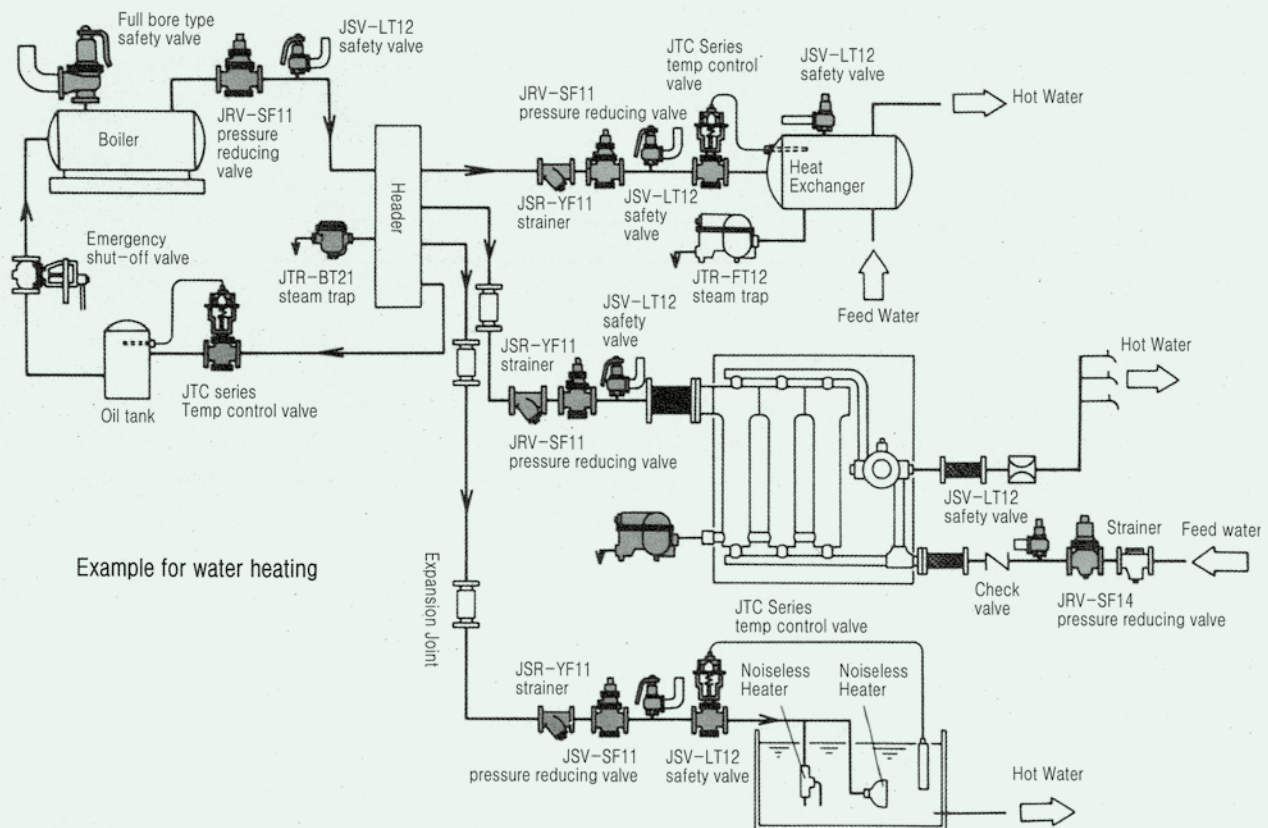 Full bore type
safety valve
JSV-LT12
safety valve
JRV-SF11
pressure
reducing
valve
Boiler
Header
Emergency
shut-off valve
JTR-BT21
steam trap
Oil tank
JTC series
Temp control valve
JRV-SF11
pressure reducing valve
JTC Series
temp control
valve
JSV-LT12
safety valve
Hot Water
JSR-YF11
strainer
JSV-LT12
safety
valve
Heat
Exchanger
JTR-FT12
steam trap
Feed Water
JSV-LT12
safety
valve
JSR-YF11
strainer
JRV-SF11
pressure reducing valve
Hot Water
JSV-LT12
safety valve
Strainer
Feed water
Check
valve
JRV-SF14
pressure reducing valve
Example for water heating
Expansion Joint
JTC Series
temp control valve
JSR-YF11
strainer
Noiseless
Heater
Noiseless
Heater
JSV-SF11
pressure reducing valve
JSV-LT12
safety valve
Hot Water